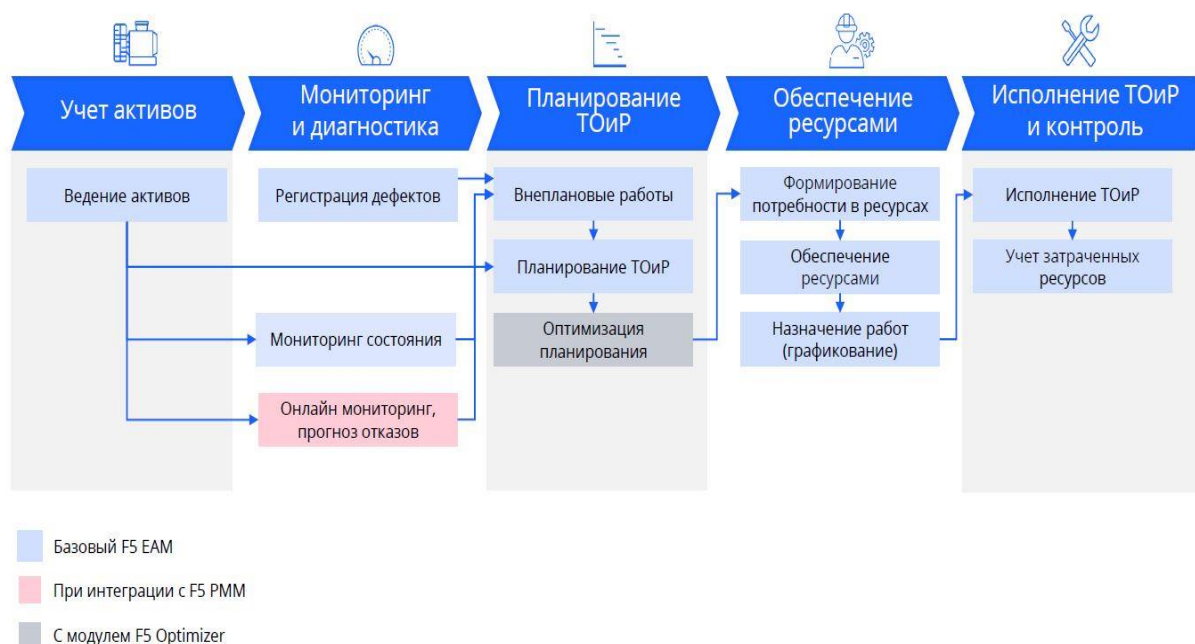 Учет активов
Мониторинг
и диагностика
Планирование
ТОиР
Обеспечение
ресурсами
Исполнение ТОиР
и контроль
Ведение активов
Регистрация дефектов
Мониторинг состояния
Онлайн мониторинг,
прогноз отказов
Внеплановые работы
Планирование ТОиР
Оптимизация
планирования
Формирование
потребности в ресурсах
Обеспечение
ресурсами
Назначение работ
(графикование)
Исполнение ТОиР
Учет затраченных
ресурсов
Базовый F5 EAM
При интеграции с F5 PMM
С модулем F5 Optimizer